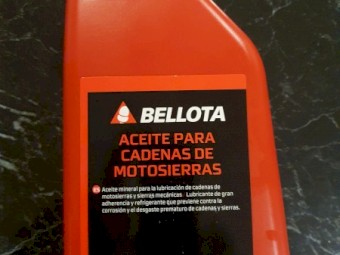 BELLOTA
ACEITE PARA
CADENAS DE
MOTOSIERRAS
ES Aceite mineral para la lubricación de cadenas de
motosierras y sierras mecánicas Lubricante de gran
adherencia y refrigerante que previene contra la
corrosión y el desgaste prematuro de cadenas y sierras.